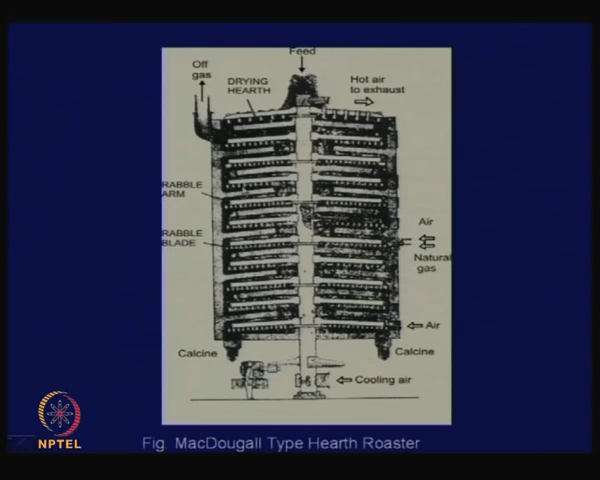 Feed
Off
gas
DRYING
HEARTH
Hot air
to exhaust
RABBLE
ARM
RABBLE
BLADE
Air
Natural
gas
Air
Calcine
Calcine
Cooling air
NPTEL
Fig. MacDougall Type Hearth Roaster